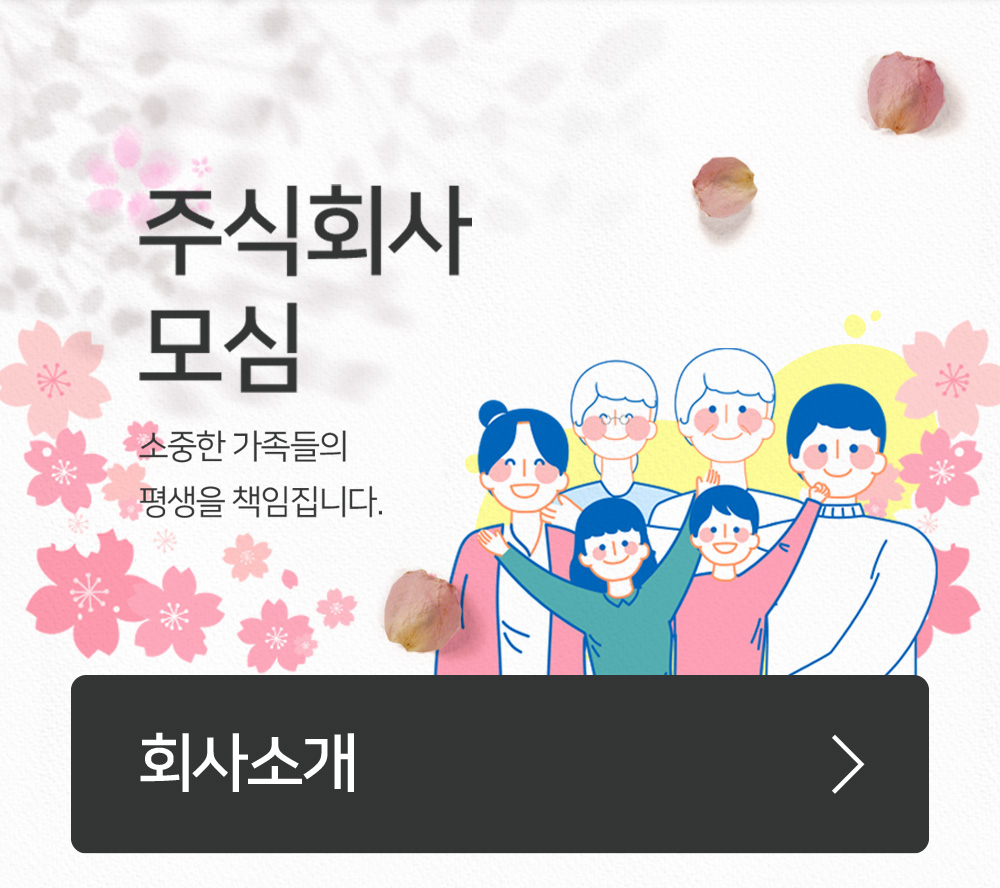 주식회사
모심
소중한 가족들의
평생을 책임집니다.
회사소개